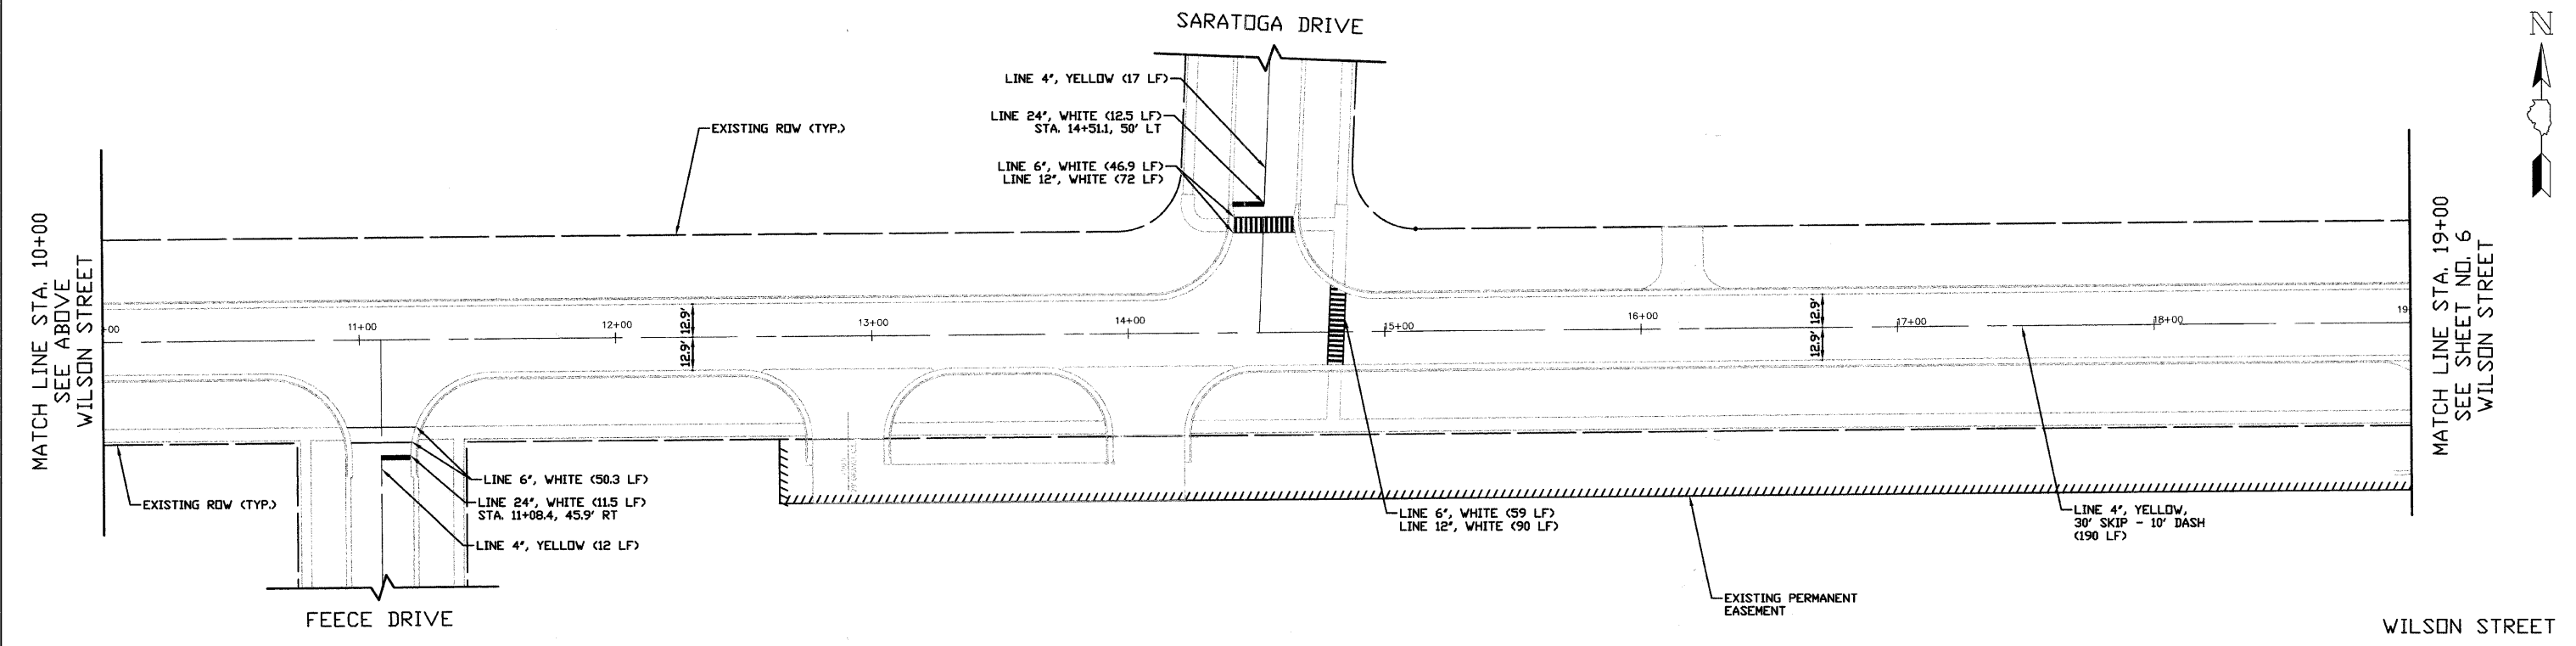 SARATOGA DRIVE
N
LINE 4", YELLOW (17 LF)
LINE 24", WHITE (12.5 LF)
STA. 14+51.1, 50' LT
EXISTING ROW (TYP.)
LINE 6", WHITE (46.9 LF)
LINE 12", WHITE (72 LF)
MATCH LINE STA. 10+00
SEE ABOVE
WILSON STREET
+00
11+00
12+00
12.9'
12.9'
13+00
14+00
15+00
16+00
12.9'
12.9'
17+00
18+00
19
MATCH LINE STA. 19+00
SEE SHEET NO. 6
WILSON STREET
LINE 6", WHITE (50.3 LF)
LINE 24", WHITE (11.5 LF)
STA. 11+08.4, 45.9' RT
EXISTING ROW (TYP.)
LINE 4", YELLOW (12 LF)
LINE 6", WHITE (59 LF)
LINE 12", WHITE (90 LF)
LINE 4", YELLOW,
30' SKIP - 10' DASH
(190 LF)
EXISTING PERMANENT
EASEMENT
FEECE DRIVE
WILSON STREET